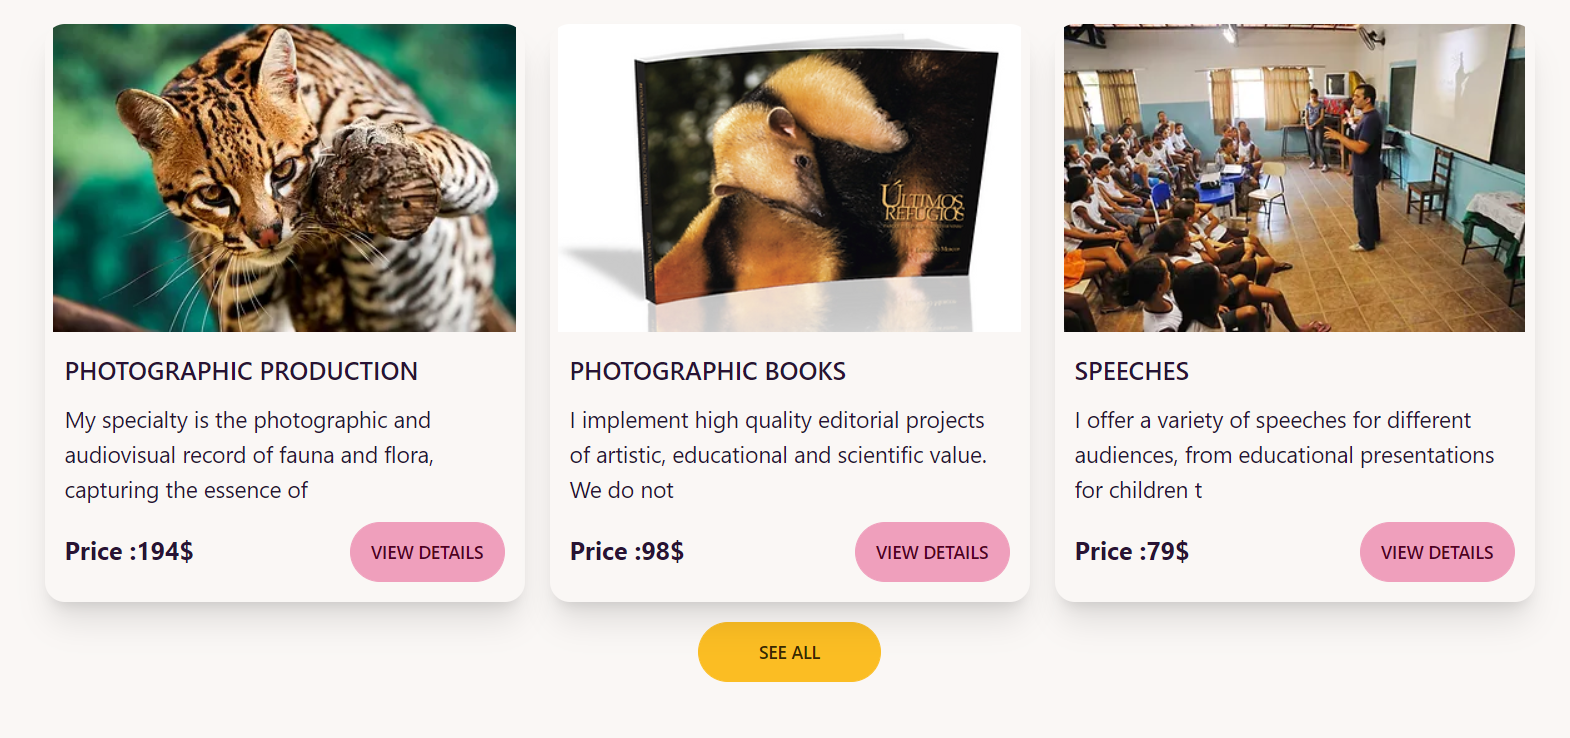 ÚLTIMOS
REFÚGIOS
PHOTOGRAPHIC PRODUCTION
My specialty is the photographic and
audiovisual record of fauna and flora,
capturing the essence of
Price :194$
VIEW DETAILS
PHOTOGRAPHIC BOOKS
I implement high quality editorial projects
of artistic, educational and scientific value.
We do not
Price :98$
VIEW DETAILS
SPEECHES
I offer a variety of speeches for different
audiences, from educational presentations
for children t
Price :79$
VIEW DETAILS
SEE ALL